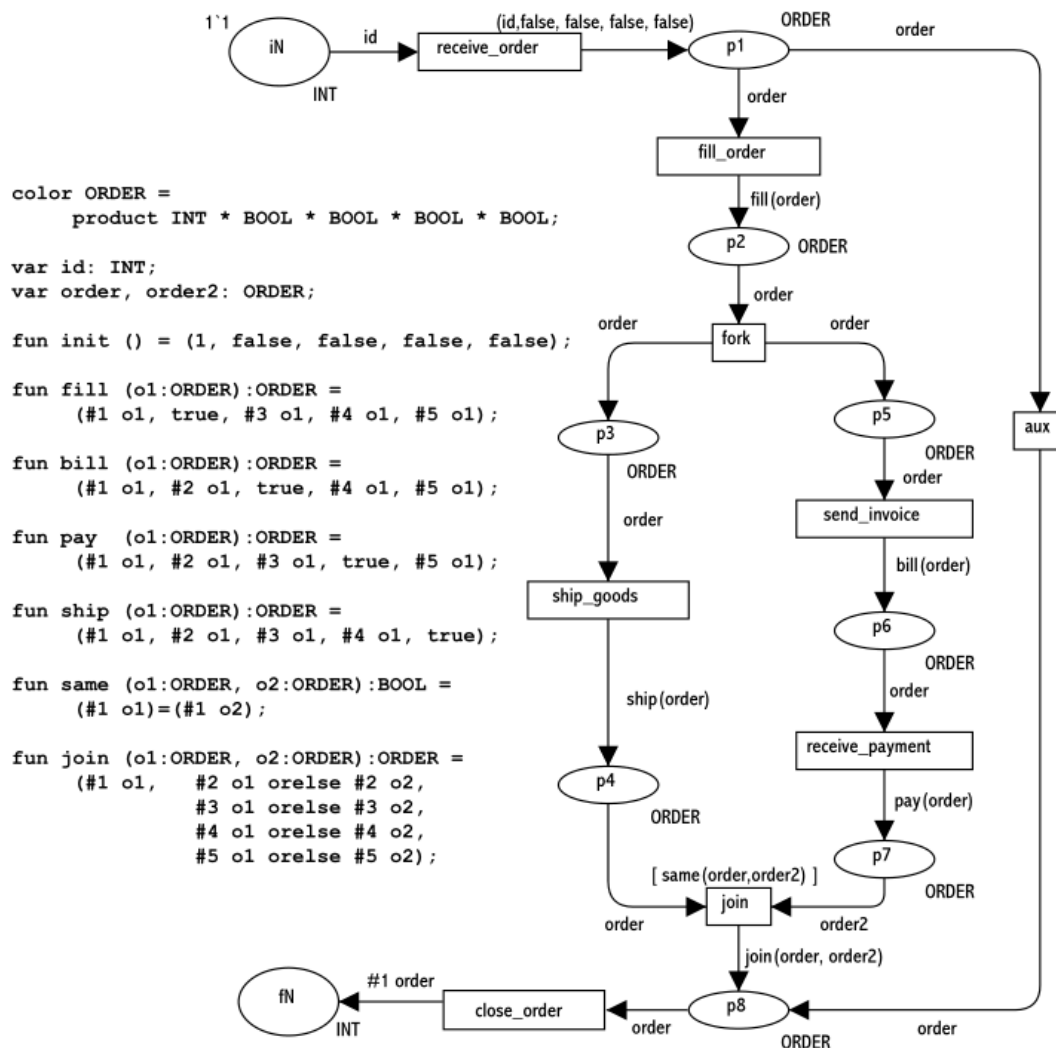 1`1
iN
INT
id
receive_order
(id,false, false, false, false)
p1
ORDER
order
order
fill_order
fill(order)
p2
ORDER
order
color ORDER =
product INT * BOOL * BOOL * BOOL * BOOL;
var id: INT;
var order, order2: ORDER;
fun init () = (1, false, false, false, false);
fun fill (o1:ORDER):ORDER =
(#1 o1, true, #3 o1, #4 o1, #5 o1);
fun bill (o1:ORDER):ORDER =
(#1 o1, #2 o1, true, #4 o1, #5 o1);
fun pay (o1:ORDER):ORDER =
(#1 o1, #2 o1, #3 o1, true, #5 o1);
fun ship (o1:ORDER):ORDER =
(#1 o1, #2 o1, #3 o1, #4 o1, true);
fun same (o1:ORDER, o2:ORDER):BOOL =
(#1 o1)=(#1 o2);
fun join (o1:ORDER, o2:ORDER):ORDER =
(#1 o1, #2 o1 orelse #2 o2,
#3 o1 orelse #3 o2,
#4 o1 orelse #4 o2,
#5 o1 orelse #5 o2);
order
fork
order
p3
ORDER
order
ship_goods
ship(order)
p4
ORDER
order
p5
ORDER
order
send_invoice
bill(order)
p6
ORDER
order
receive_payment
pay(order)
p7
ORDER
order2
aux
[ same(order,order2) ]
join
join(order, order2)
p8
ORDER
order
order
close_order
#1 order
fN
INT